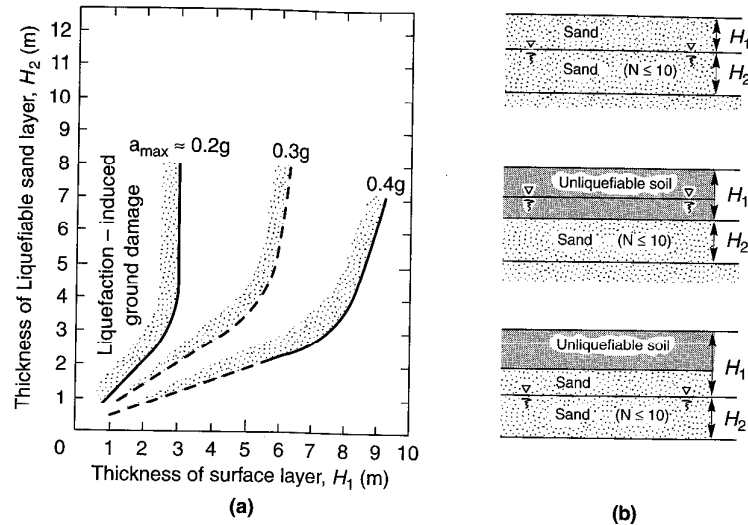 Thickness of Liquefiable sand layer, H₂ (m)
12
11
10
9
8
7
6
5
4
3
2
1
0
1 2 3 4 5 6 7 8 9 10
Thickness of surface layer, H₁ (m)
(a)
a max ≈ 0.2g
0.3g
0.4g
Liquefaction – induced
ground damage
Sand
Sand (N ≤ 10)
H₁
H₂
Unliquefiable soil
Sand (N ≤ 10)
H₁
H₂
Unliquefiable soil
Sand
Sand (N ≤ 10)
H₁
H₂
(b)